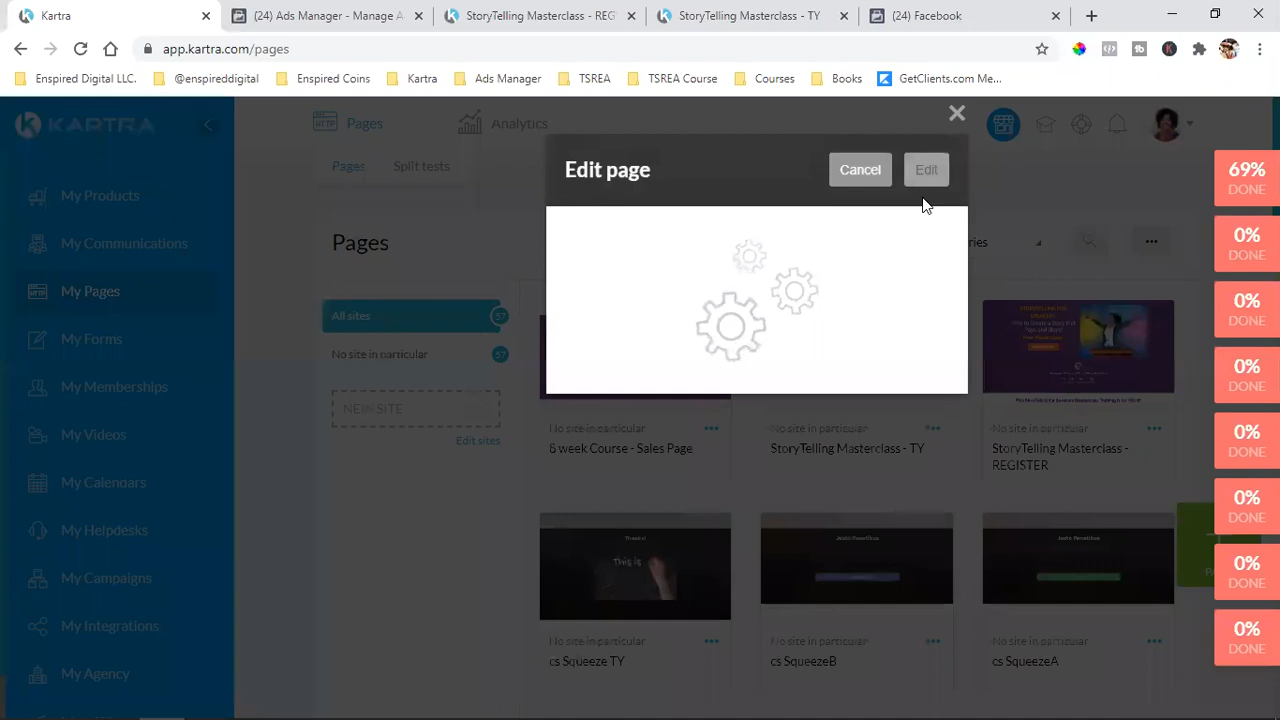 Kartra
(24) Ads Manager - Manage A
StoryTelling Masterclass - REG
StoryTelling Masterclass - TY
(24) Facebook
app.kartra.com/pages
Enspired Digital LLC.
@enspireddigital
Enspired Coins
Kartra
Ads Manager
TSREA
TSREA Course
Courses
Books
GetClients.com Me...
KARTRA
HTTP
Pages
Analytics
Pages
Split tests
Edit page
Cancel
Edit
My Products
My Communications
My Pages
My Forms
My Memberships
My Videos
My Calendars
My Helpdesks
My Campaigns
My Integrations
My Agency
Pages
ries
All sites
57
No site in particular
57
NEW SITE
Edit sites
No site in particular
6 week Course - Sales Page
No site in particular
StoryTelling Masterclass - TY
No site in particular
StoryTelling Masterclass -
REGISTER
This is
No site in particular
cs Squeeze TY
No site in particular
cs SqueezeB
No site in particular
cs SqueezeA
69%
DONE
0%
DONE
0%
DONE
0%
DONE
0%
DONE
0%
DONE
0%
DONE
0%
DONE